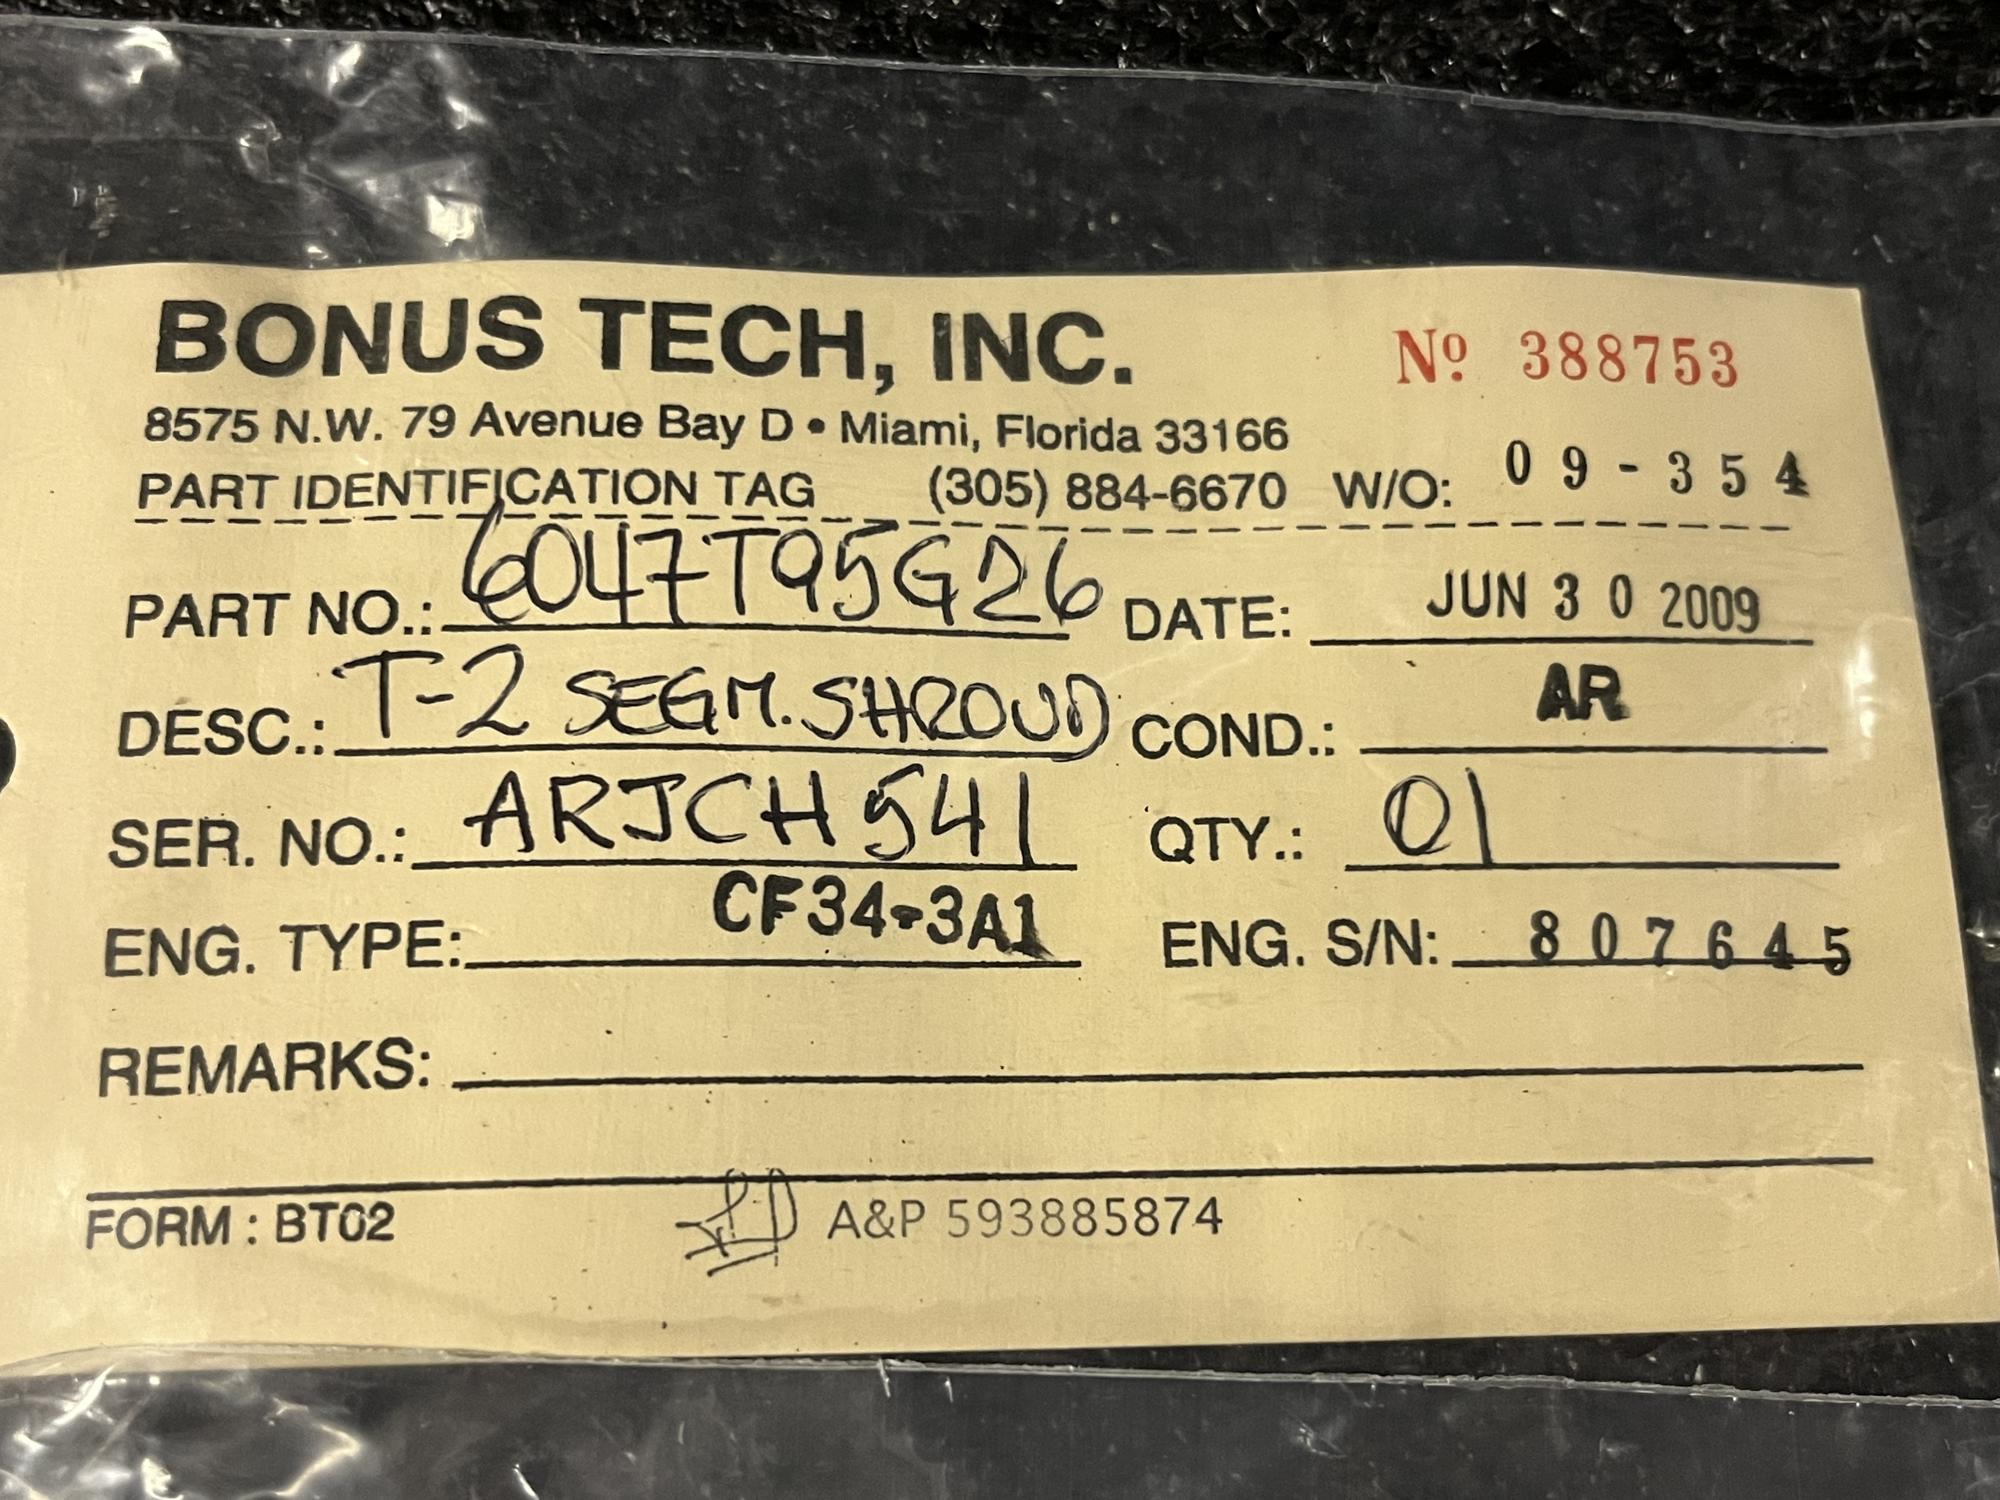 BONUS TECH, INC. Nº 388753
8575 N.W. 79 Avenue Bay D • Miami, Florida 33166
PART IDENTIFICATION TAG (305) 884-6670 W/O: 09-354
PART NO.: 6047T95G26 DATE: JUN 30 2009
DESC.: T-2 SEGM. SHROUD COND.: AR
SER. NO.: ARJCH541 QTY.: 01
ENG. TYPE: CF34-3A1 ENG. S/N: 807645
REMARKS:
FORM : BT02 A&P 593885874